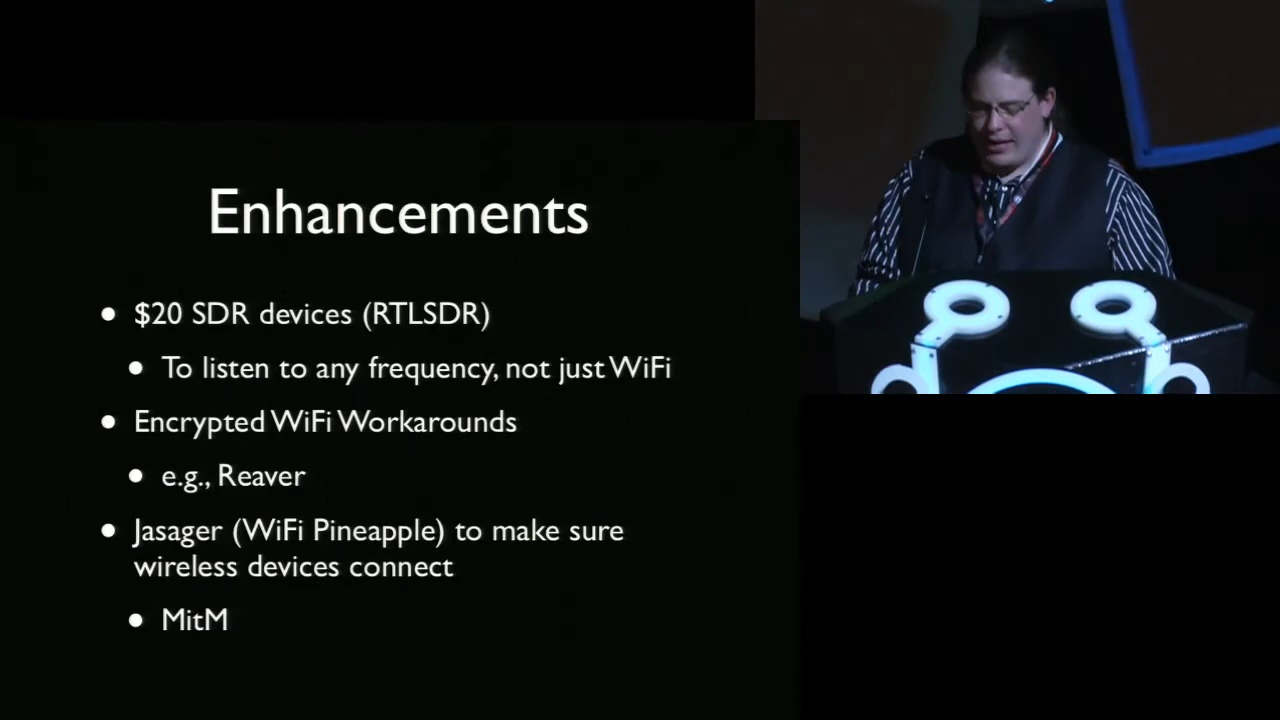 Enhancements
• $20 SDR devices (RTLSDR)
• To listen to any frequency, not just WiFi
• Encrypted WiFi Workarounds
• e.g., Reaver
• Jasager (WiFi Pineapple) to make sure
wireless devices connect
• MitM